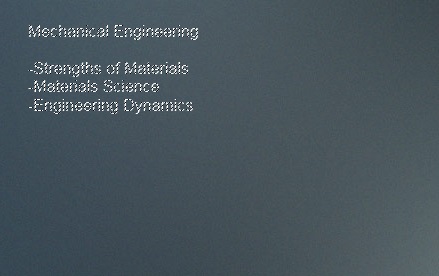 Mechanical Engineering
-Strengths of Materials
-Materials Science
-Engineering Dynamics